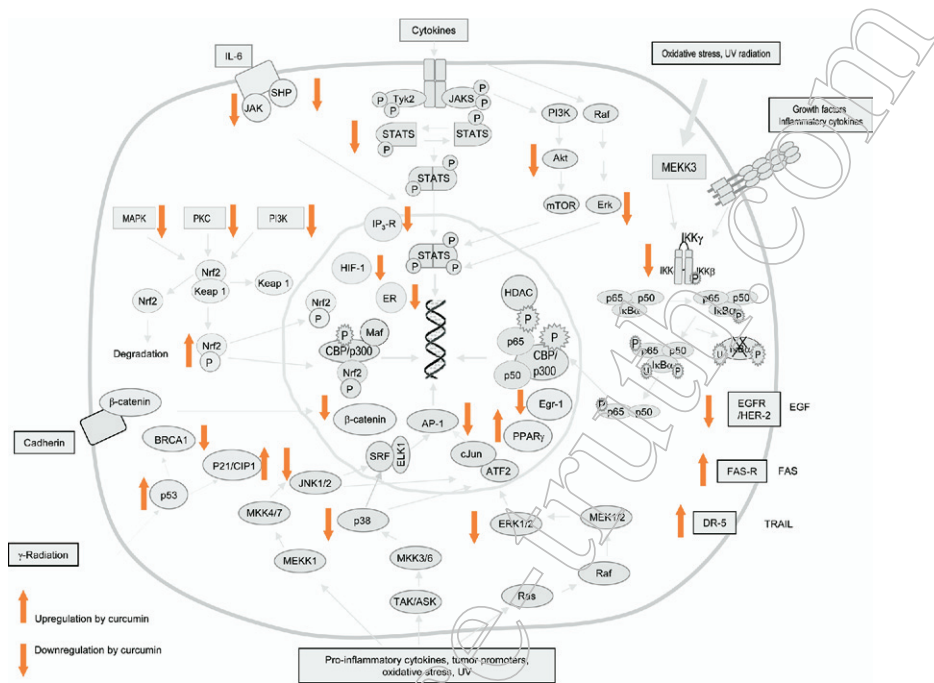 Cytokines
IL-6
Oxidative stress, UV radiation
SHP
JAK
P
Tyk2
JAKS
P
P
P
P
Growth factors
Inflammatory cytokines
PI3K
Raf
STATS
STATS
P
P
Akt
MEKK3
STATS
P
P
mTOR
Erk
MAPK
PKC
PI3K
IP3-R
IKKγ
P
P
STATS
P
HIF-1
IKK
IKKβ
P
Nrf2
Keap 1
Keap 1
Nrf2
ER
HDAC
p65
p50
IκBα
p65
p50
IκBα
P
Nrf2
P
P
Maf
CBP/p300
P
P
p65
CBP/
p300
Degradation
Nrf2
P
Nrf2
P
p50
P
p65
p50
IκBα
U
P
U
IκBα
P
β-catenin
β-catenin
AP-1
Egr-1
PPARγ
P
p65
p50
EGFR
/HER-2
EGF
Cadherin
BRCA1
P21/CIP1
SRF
ELK1
cJun
ATF2
FAS-R
FAS
p53
JNK1/2
MKK4/7
p38
ERK1/2
MEK1/2
DR-5
TRAIL
γ-Radiation
MEKK1
MKK3/6
Raf
Upregulation by curcumin
TAK/ASK
Ras
Downregulation by curcumin
Pro-inflammatory cytokines, tumor promoters,
oxidative stress, UV